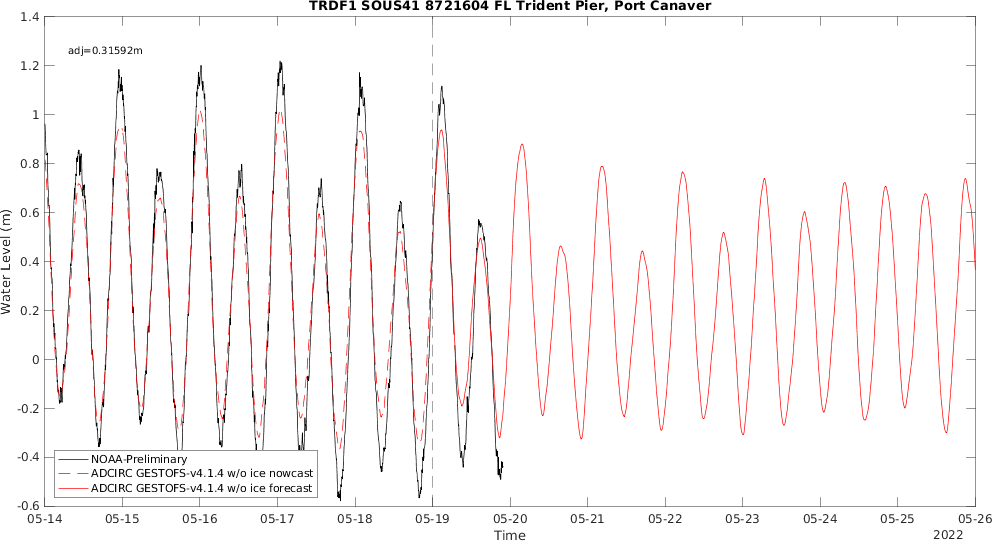 TRDF1 SOUS41 8721604 FL Trident Pier, Port Canaver
adj=0.31592m
1.4
1.2
1
0.8
0.6
0.4
0.2
0
-0.2
-0.4
-0.6
Water Level (m)
NOAA-Preliminary
ADCIRC GESTOFS-v4.1.4 w/o ice nowcast
ADCIRC GESTOFS-v4.1.4 w/o ice forecast
05-14 05-15 05-16 05-17 05-18 05-19 05-20 05-21 05-22 05-23 05-24 05-25 05-26
Time
2022